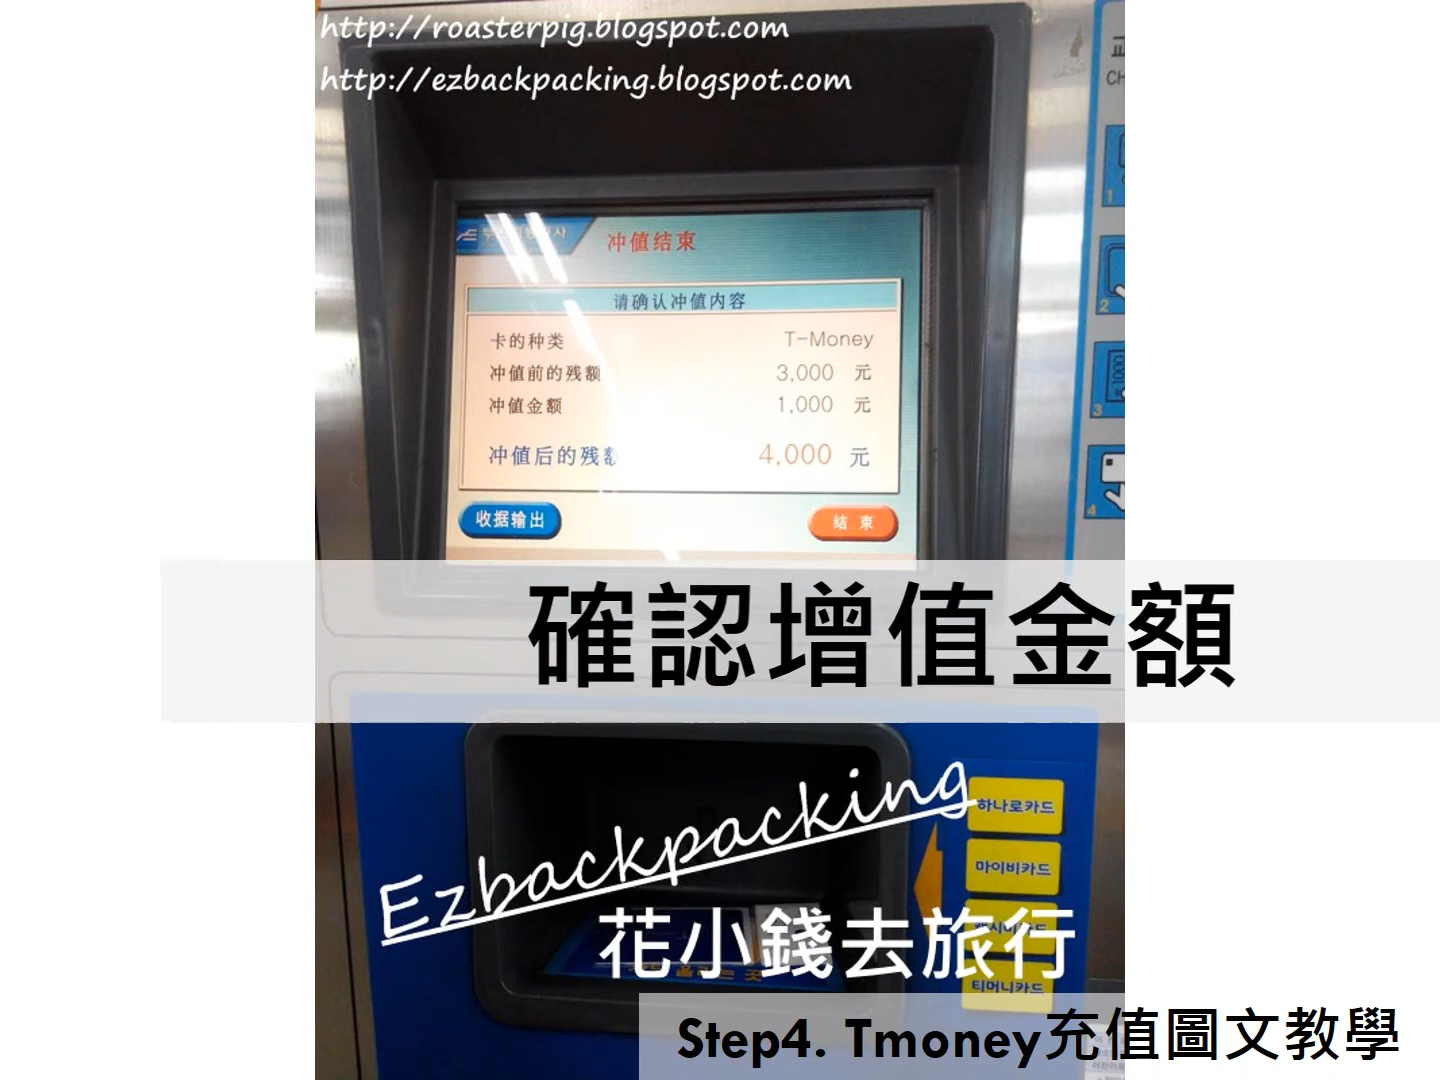 http://roasterpig.blogspot.com
http://ezbackpacking.blogspot.com
冲值结束
请确认冲值内容
卡的种类 T-Money
冲值前的残额 3,000 元
冲值金额 1,000 元
冲值后的残额 4,000 元
收据输出
结束
1
2
3
4
確認增值金額
Ezbackpacking
花小錢去旅行
하나로카드
마이비카드
티머니카드
Step4. Tmoney充值圖文教學